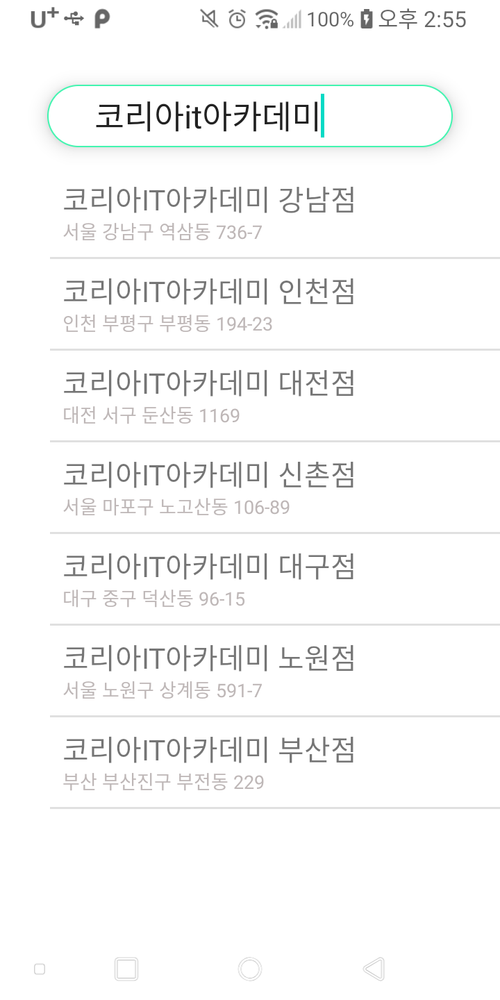 U+ 100% 오후 2:55
코리아it아카데미
코리아IT아카데미 강남점
서울 강남구 역삼동 736-7
코리아IT아카데미 인천점
인천 부평구 부평동 194-23
코리아IT아카데미 대전점
대전 서구 둔산동 1169
코리아IT아카데미 신촌점
서울 마포구 노고산동 106-89
코리아IT아카데미 대구점
대구 중구 덕산동 96-15
코리아IT아카데미 노원점
서울 노원구 상계동 591-7
코리아IT아카데미 부산점
부산 부산진구 부전동 229